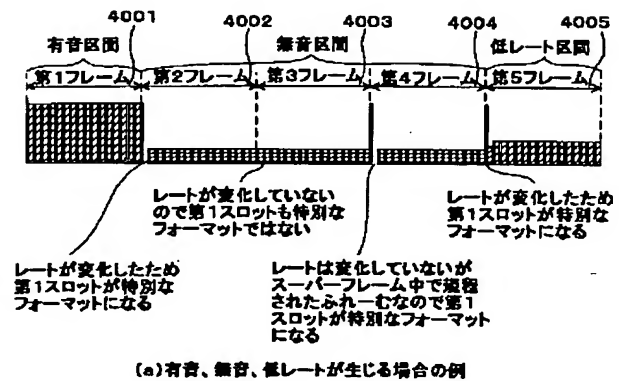 4001 4002 4003 4004 4005
有音区間 無音区間 低レート区間
第1フレーム 第2フレーム 第3フレーム 第4フレーム 第5フレーム
レートが変化していない
ので第1スロットも特別な
フォーマットではない
レートが変化したため
第1スロットが特別な
フォーマットになる
レートが変化したため
第1スロットが特別な
フォーマットになる
レートは変化していないが
スーパーフレーム中で規程
されたふれーむなので第1
スロットが特別なフォーマット
になる
(a)有音、無音、低レートが生じる場合の例